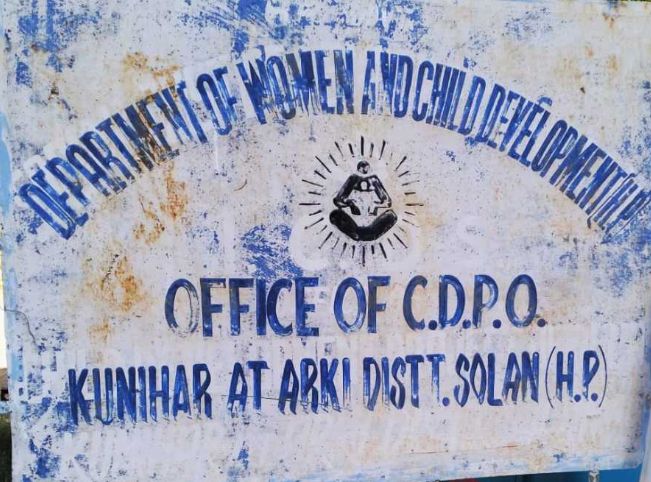 DEPARTMENT OF WOMEN AND CHILD DEVELOPMENT (H.P.
OFFICE OF C.D.P.O.
KUNIHAR AT ARKI DISTT. SOLAN (H.P.)